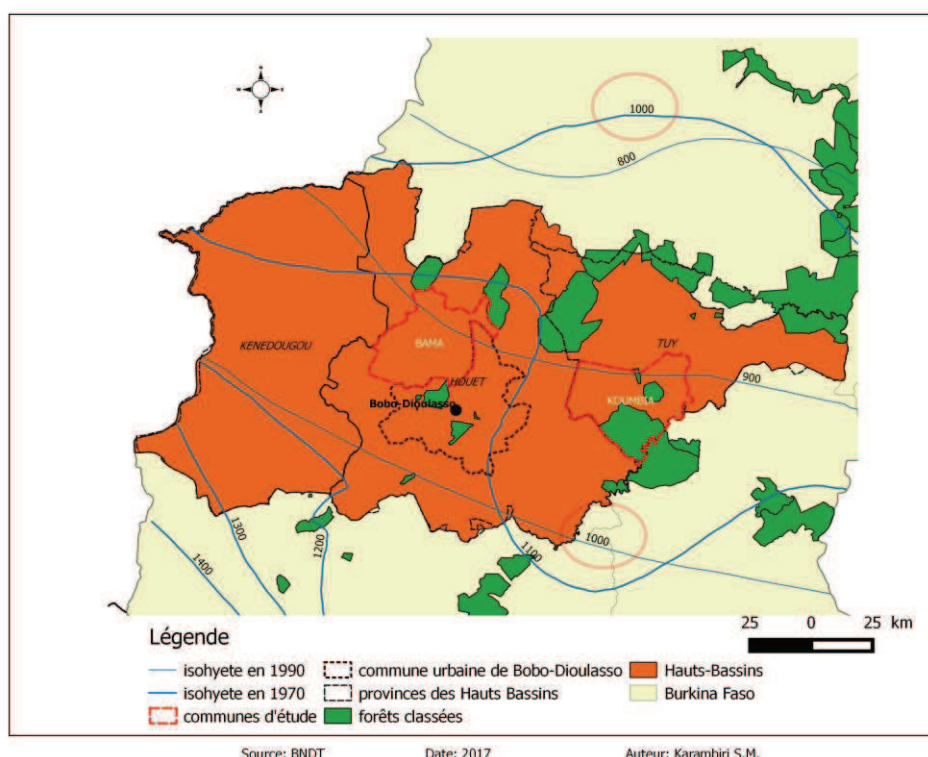 1000
800
KENEDOUGOU
BAMA
TUY
HOUET
900
Bobo-Dioulasso
KOUMBIA
1300
1200
1400
1100
1000
25 0 25 km
Légende
isohyete en 1990
commune urbaine de Bobo-Dioulasso
Hauts-Bassins
isohyete en 1970
provinces des Hauts Bassins
Burkina Faso
communes d'étude
forêts classées
Source: BNDT Date: 2017 Auteur: Karambiri S.M.